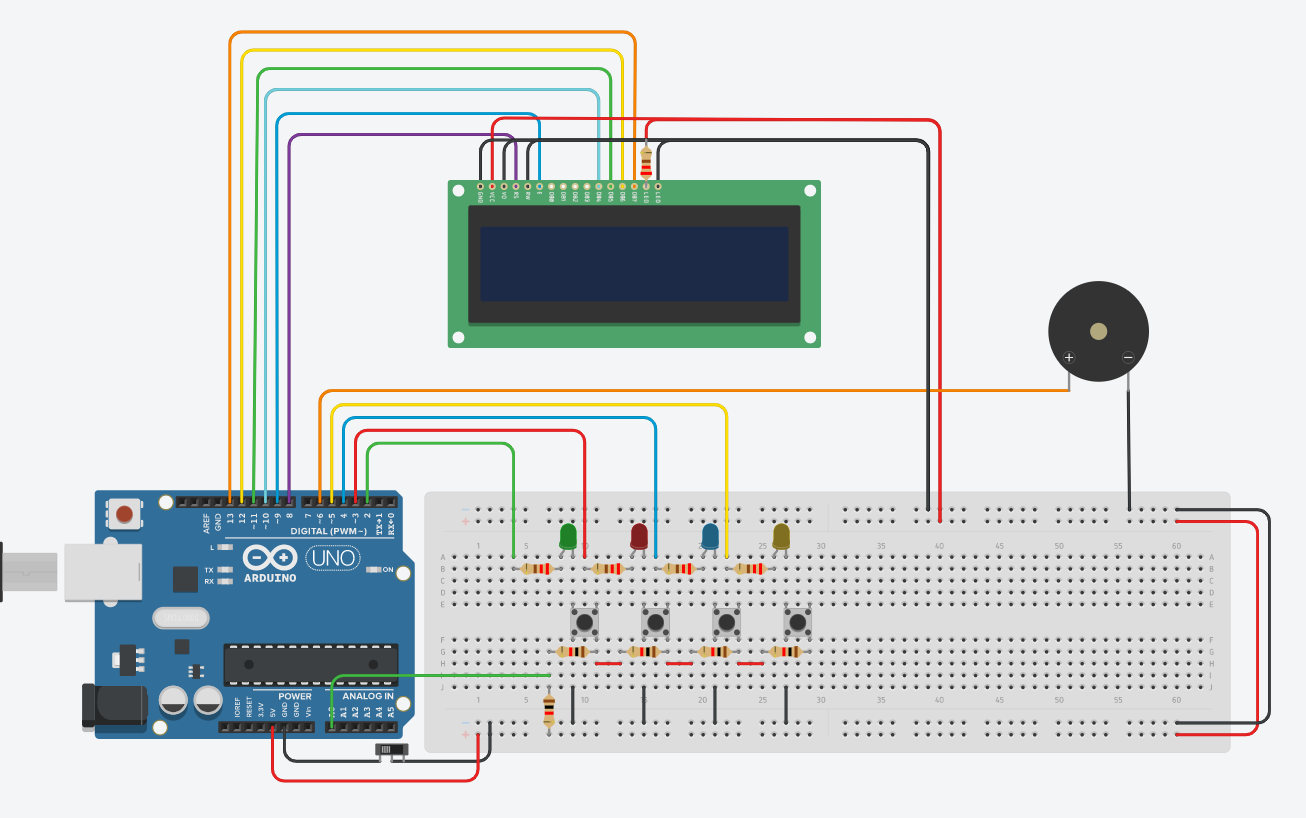 GND VCC V0 RS RW E DB0 DB1 DB2 DB3 DB4 DB5 DB6 DB7 LED LED
+ −
AREF GND 13 12 ~11 ~10 ~9 8 7 ~6 ~5 4 ~3 2 TX→1 RX←0
DIGITAL (PWM~)
L
TX
RX
ARDUINO
UNO
ON
POWER
ANALOG IN
IOREF RESET 3.3V 5V GND GND Vin A0 A1 A2 A3 A4 A5
−
+
1 5 10 15 20 25 30 35 40 45 50 55 60
A A
B B
C C
D D
E E
F F
G G
H H
I I
J J
1 5 10 15 20 25 30 35 40 45 50 55 60
−
+